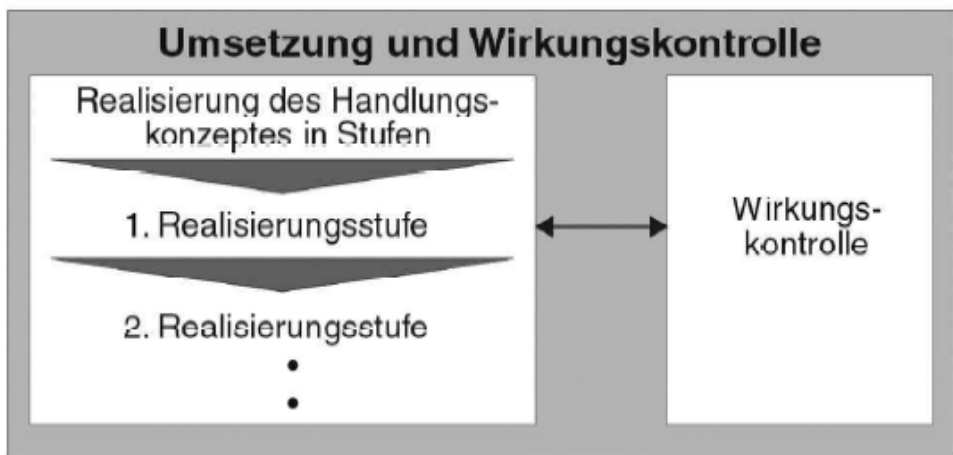 Umsetzung und Wirkungskontrolle
Realisierung des Handlungs-
konzeptes in Stufen
1. Realisierungsstufe
2. Realisierungsstufe
Wirkungs-
kontrolle